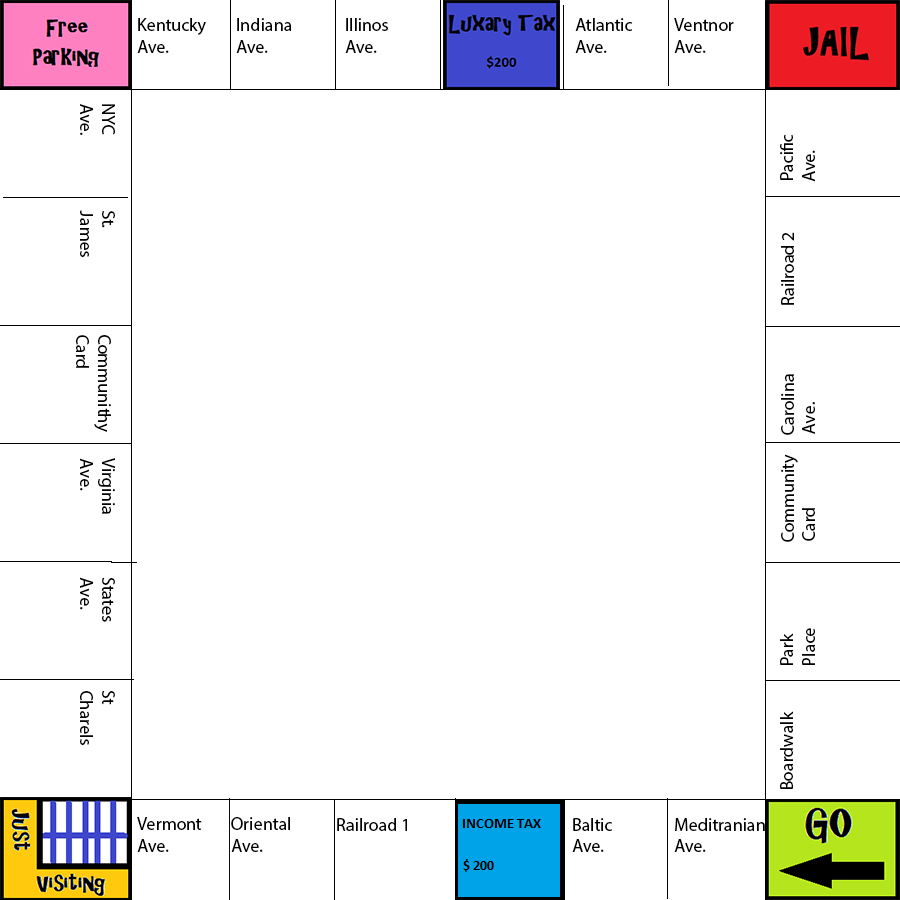 Free
Parking
Kentucky
Ave.
Indiana
Ave.
Illinos
Ave.
Luxary Tax
$200
Atlantic
Ave.
Ventnor
Ave.
JAIL
NYC
Ave.
St.
James
Communithy
Card
Virginia
Ave.
States
Ave.
St
Charels
Pacific
Ave.
Railroad 2
Carolina
Ave.
Community
Card
Park
Place
Boardwalk
Just
Visiting
Vermont
Ave.
Oriental
Ave.
Railroad 1
INCOME TAX
$ 200
Baltic
Ave.
Meditranian
Ave.
GO